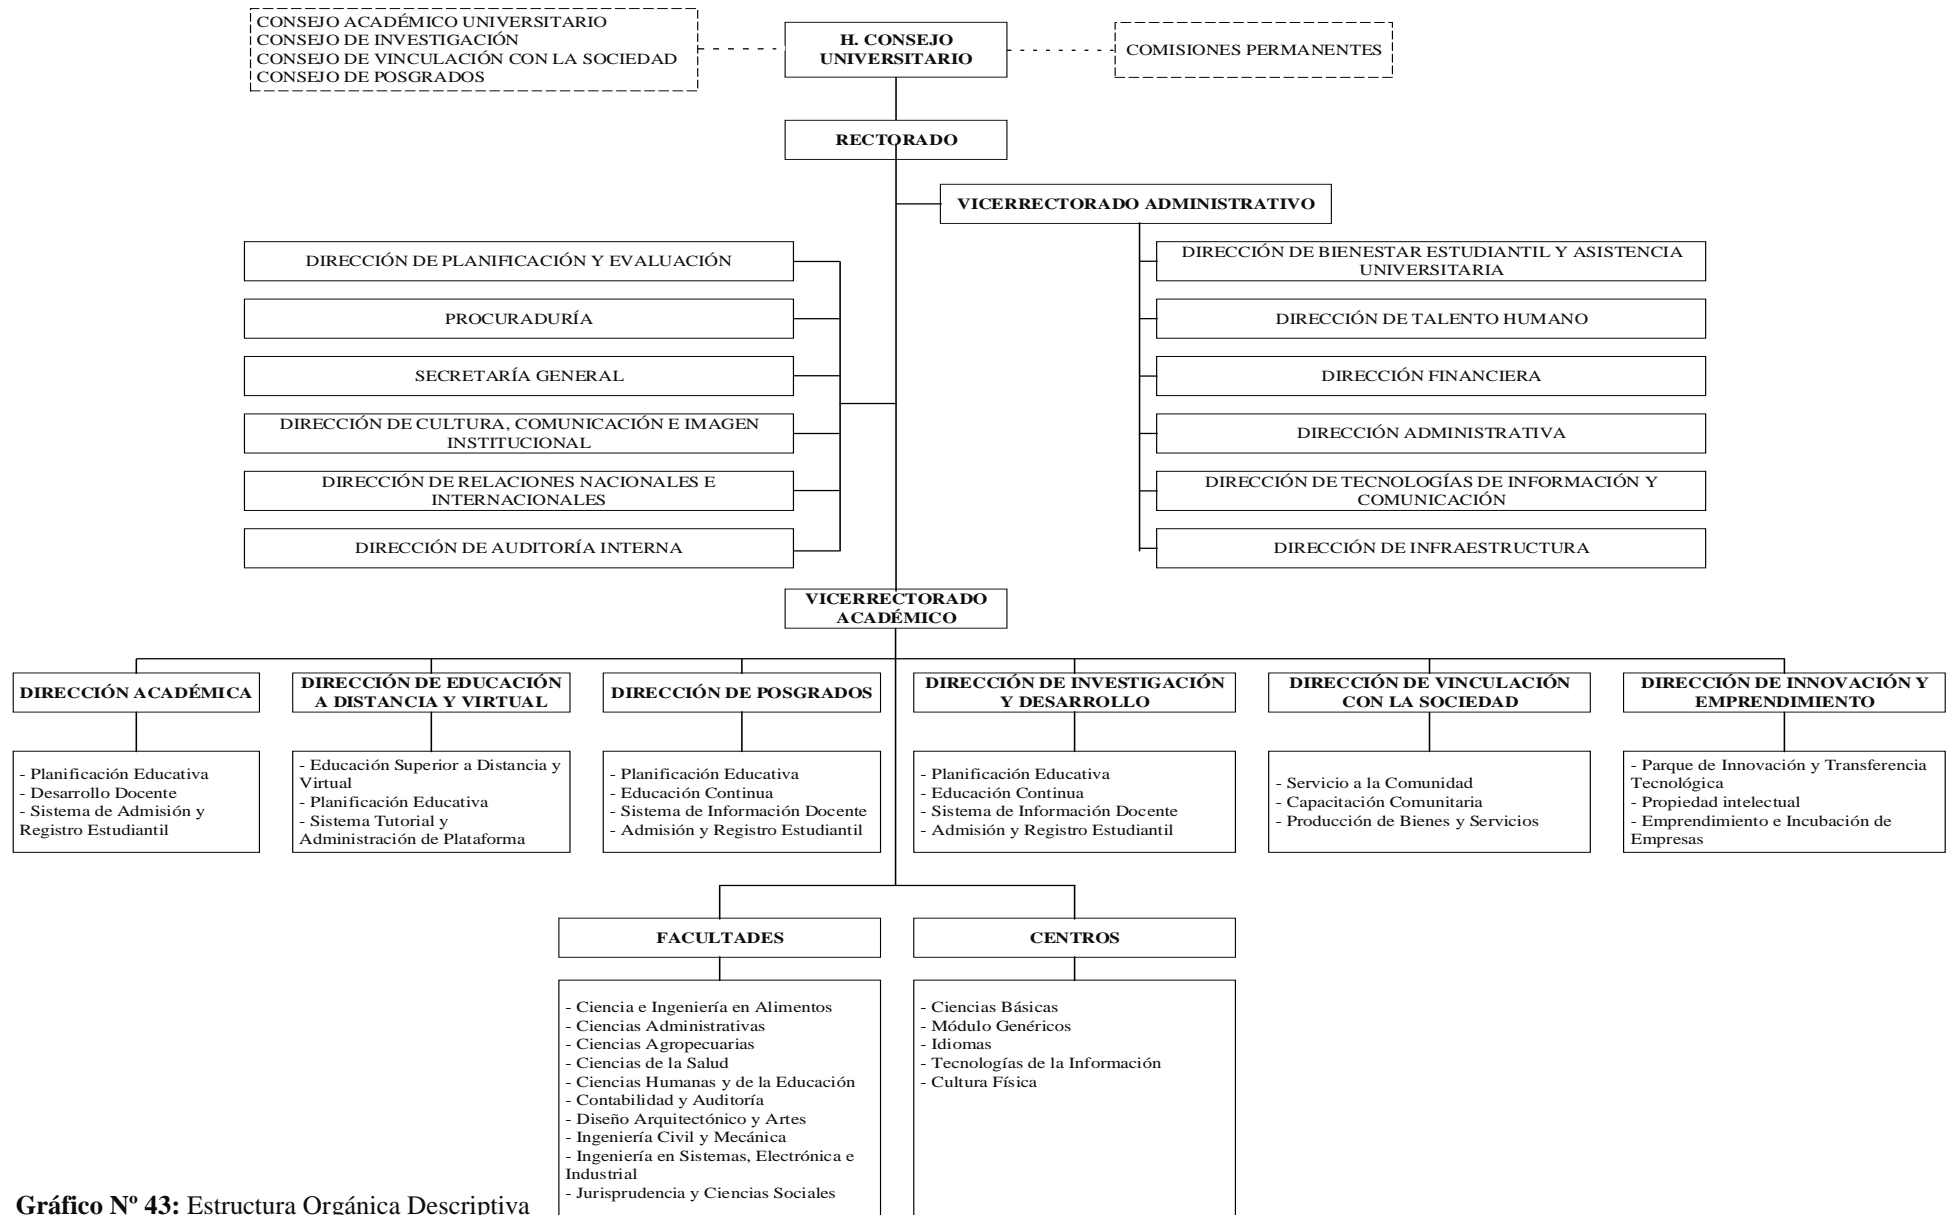 CONSEJO ACADÉMICO UNIVERSITARIO
CONSEJO DE INVESTIGACIÓN
CONSEJO DE VINCULACIÓN CON LA SOCIEDAD
CONSEJO DE POSGRADOS
H. CONSEJO
UNIVERSITARIO
COMISIONES PERMANENTES
RECTORADO
VICERRECTORADO ADMINISTRATIVO
DIRECCIÓN DE PLANIFICACIÓN Y EVALUACIÓN
PROCURADURÍA
SECRETARÍA GENERAL
DIRECCIÓN DE CULTURA, COMUNICACIÓN E IMAGEN
INSTITUCIONAL
DIRECCIÓN DE RELACIONES NACIONALES E
INTERNACIONALES
DIRECCIÓN DE AUDITORÍA INTERNA
DIRECCIÓN DE BIENESTAR ESTUDIANTIL Y ASISTENCIA
UNIVERSITARIA
DIRECCIÓN DE TALENTO HUMANO
DIRECCIÓN FINANCIERA
DIRECCIÓN ADMINISTRATIVA
DIRECCIÓN DE TECNOLOGÍAS DE INFORMACIÓN Y
COMUNICACIÓN
DIRECCIÓN DE INFRAESTRUCTURA
VICERRECTORADO
ACADÉMICO
DIRECCIÓN ACADÉMICA
- Planificación Educativa
- Desarrollo Docente
- Sistema de Admisión y
Registro Estudiantil
DIRECCIÓN DE EDUCACIÓN
A DISTANCIA Y VIRTUAL
- Educación Superior a Distancia y
Virtual
- Planificación Educativa
- Sistema Tutorial y
Administración de Plataforma
DIRECCIÓN DE POSGRADOS
- Planificación Educativa
- Educación Continua
- Sistema de Información Docente
- Admisión y Registro Estudiantil
DIRECCIÓN DE INVESTIGACIÓN
Y DESARROLLO
- Planificación Educativa
- Educación Continua
- Sistema de Información Docente
- Admisión y Registro Estudiantil
DIRECCIÓN DE VINCULACIÓN
CON LA SOCIEDAD
- Servicio a la Comunidad
- Capacitación Comunitaria
- Producción de Bienes y Servicios
DIRECCIÓN DE INNOVACIÓN Y
EMPRENDIMIENTO
- Parque de Innovación y Transferencia
Tecnológica
- Propiedad intelectual
- Emprendimiento e Incubación de
Empresas
FACULTADES
- Ciencia e Ingeniería en Alimentos
- Ciencias Administrativas
- Ciencias Agropecuarias
- Ciencias de la Salud
- Ciencias Humanas y de la Educación
- Contabilidad y Auditoría
- Diseño Arquitectónico y Artes
- Ingeniería Civil y Mecánica
- Ingeniería en Sistemas, Electrónica e
Industrial
- Jurisprudencia y Ciencias Sociales
CENTROS
- Ciencias Básicas
- Módulo Genéricos
- Idiomas
- Tecnologías de la Información
- Cultura Física
Gráfico Nº 43: Estructura Orgánica Descriptiva